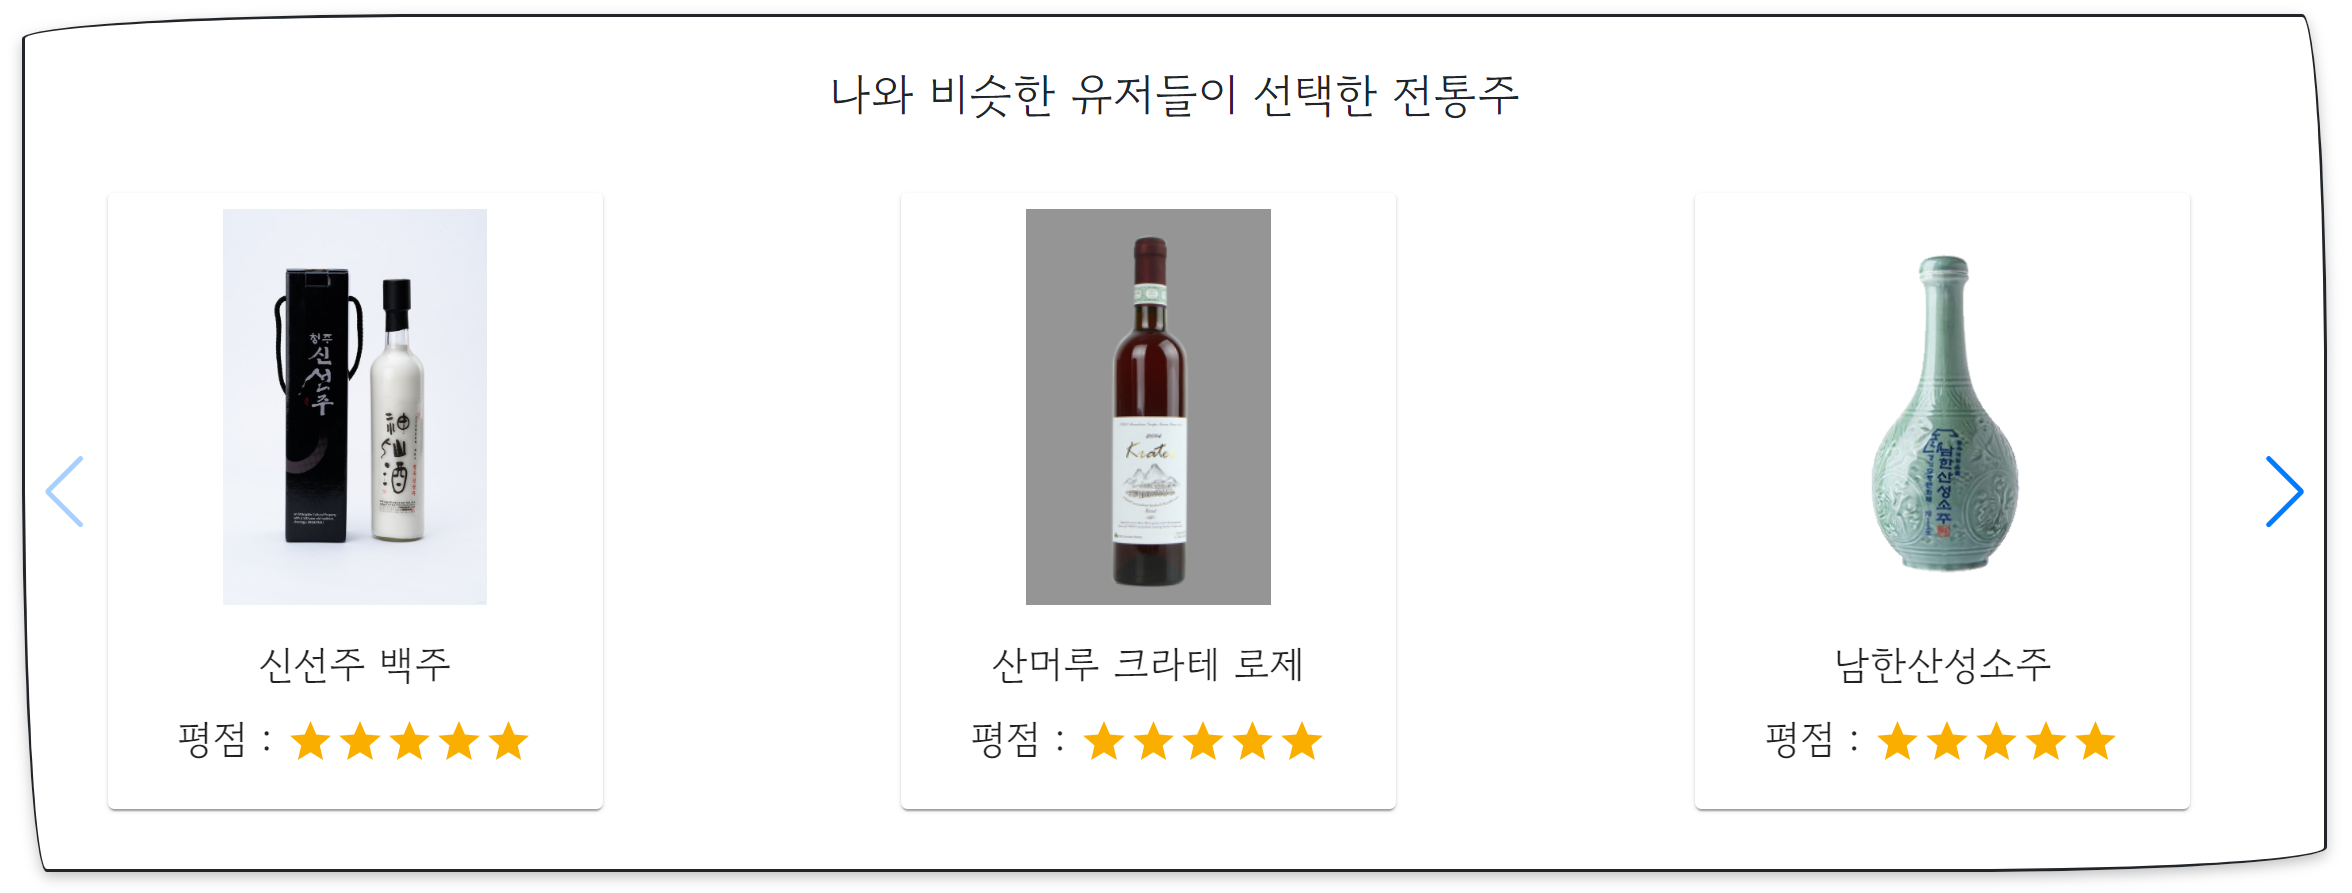 나와 비슷한 유저들이 선택한 전통주
청주
신선주
神仙酒
Krate
남한산성소주
신선주 백주
산머루 크라테 로제
남한산성소주
평점 : ★★★★★
평점 : ★★★★★
평점 : ★★★★★